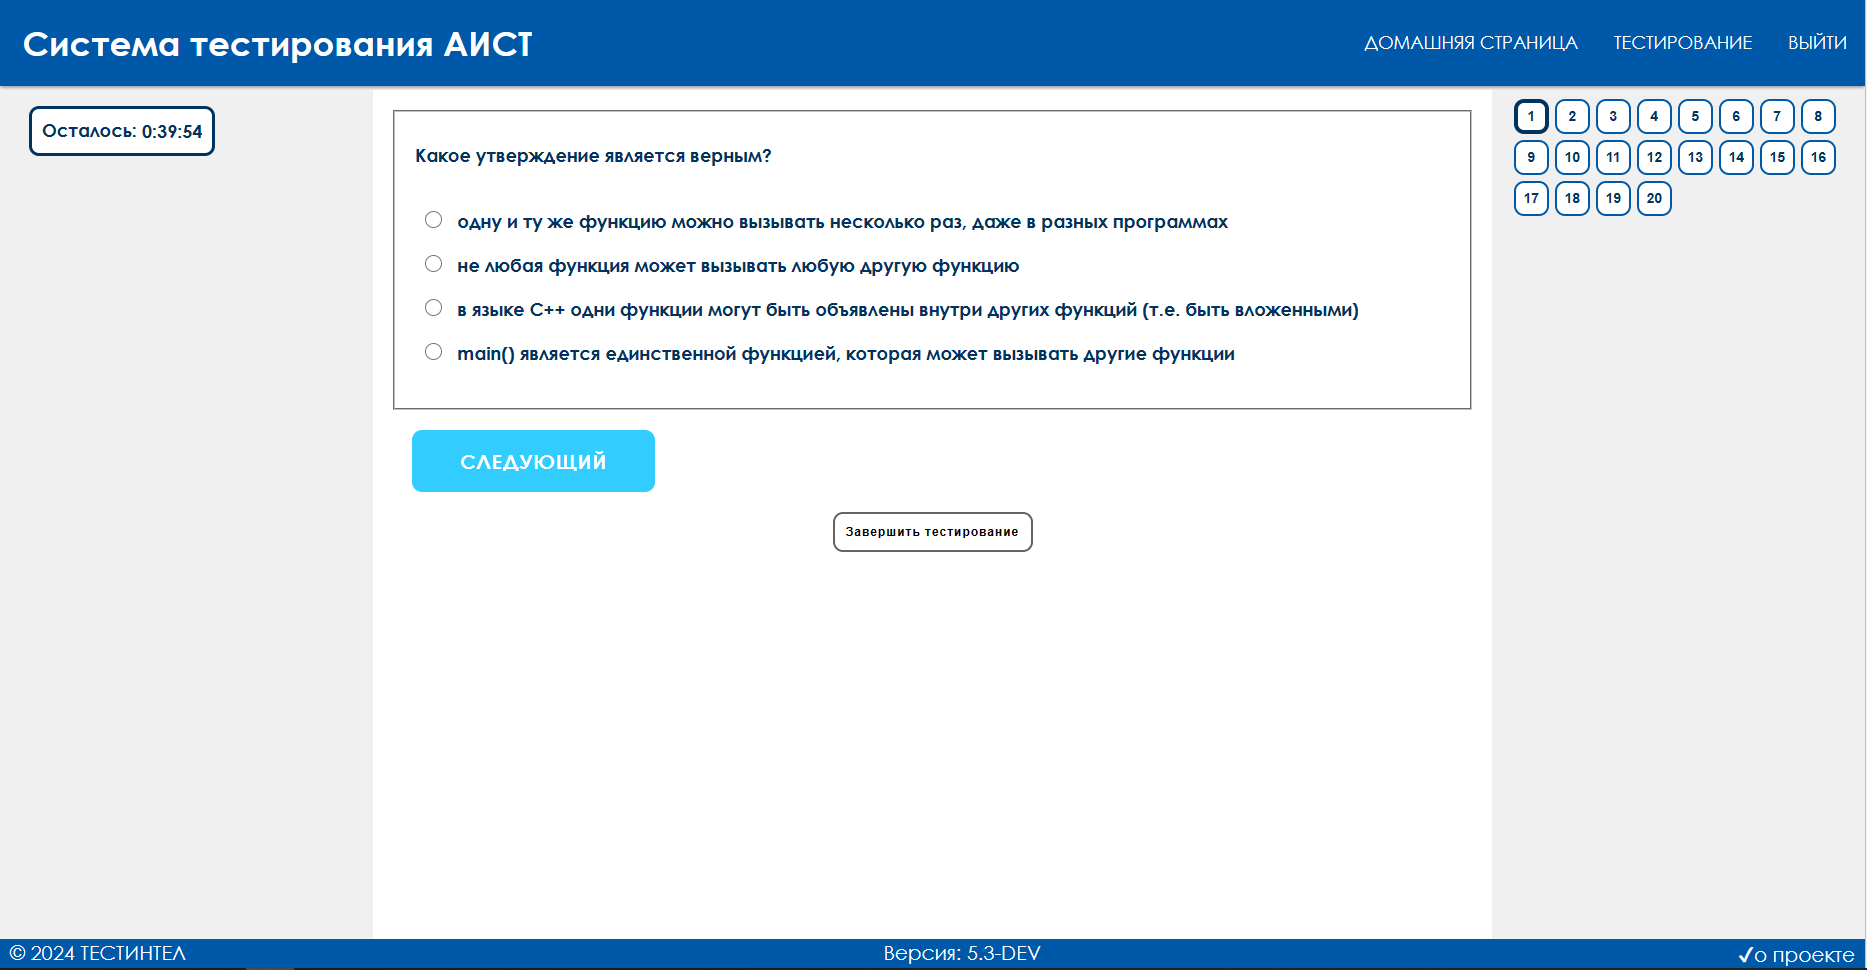 Система тестирования АИСТ
ДОМАШНЯЯ СТРАНИЦА ТЕСТИРОВАНИЕ ВЫЙТИ
Осталось: 0:39:54
Какое утверждение является верным?
одну и ту же функцию можно вызывать несколько раз, даже в разных программах
не любая функция может вызывать любую другую функцию
в языке C++ одни функции могут быть объявлены внутри других функций (т.е. быть вложенными)
main() является единственной функцией, которая может вызывать другие функции
СЛЕДУЮЩИЙ
Завершить тестирование
1 2 3 4 5 6 7 8
9 10 11 12 13 14 15 16
17 18 19 20
© 2024 ТЕСТИНТЕЛ
Версия: 5.3-DEV
✓о проекте